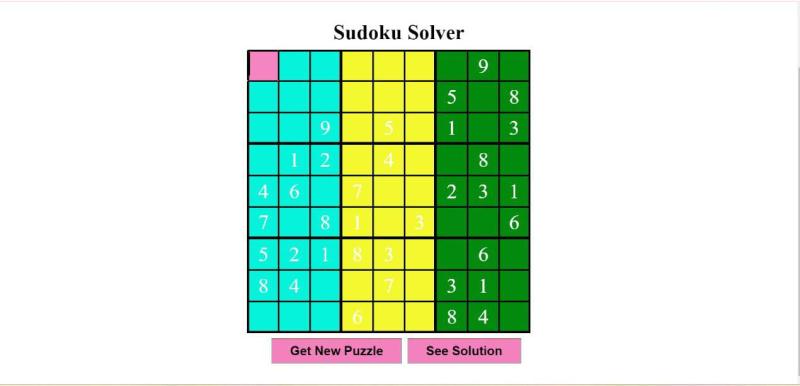 Sudoku Solver
9
5 8
9 5 1 3
1 2 4 8
4 6 7 2 3 1
7 8 1 3 6
5 2 1 8 3 6
8 4 7 3 1
6 8 4
Get New Puzzle See Solution